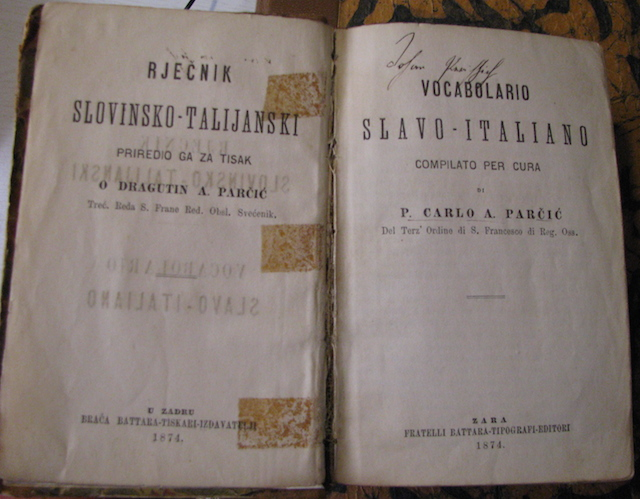 RJEČNIK
SLOVINSKO-TALIJANSKI
PRIREDIO GA ZA TISAK
O DRAGUTIN A. PARČIĆ
Treć. Reda S. Frane Red. Obsl. Svećenik.
U ZADRU
BRAĆA BATTARA-TISKARI-IZDAVATELJI
1874.
VOCABOLARIO
SLAVO-ITALIANO
COMPILATO PER CURA
DI
P. CARLO A. PARČIĆ
Del Terz' Ordine di S. Francesco di Reg. Oss.
ZARA
FRATELLI BATTARA-TIPOGRAFI-EDITORI
1874.